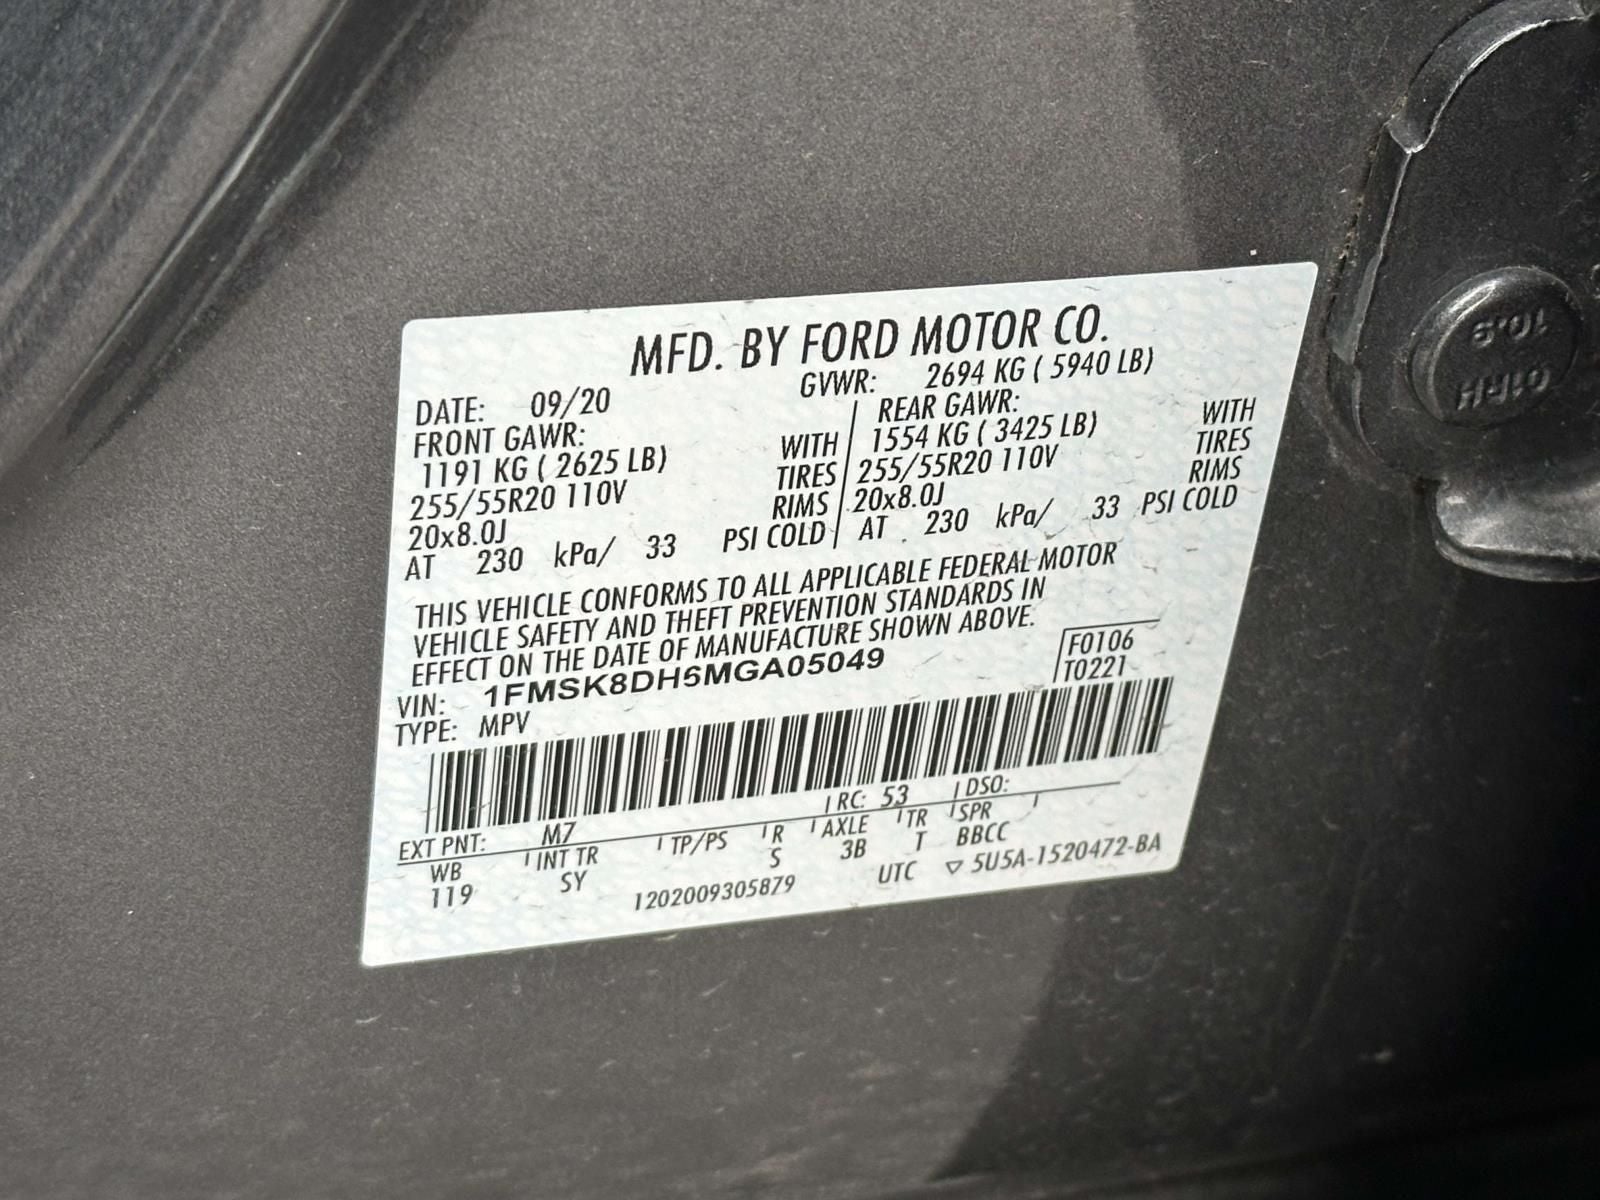 MFD. BY FORD MOTOR CO.
DATE: 09/20 GVWR: 2694 KG ( 5940 LB)
FRONT GAWR: REAR GAWR:
1191 KG ( 2625 LB) WITH 1554 KG ( 3425 LB) WITH
255/55R20 110V TIRES 255/55R20 110V TIRES
20x8.0J RIMS 20x8.0J RIMS
AT 230 kPa/ 33 PSI COLD AT 230 kPa/ 33 PSI COLD
THIS VEHICLE CONFORMS TO ALL APPLICABLE FEDERAL MOTOR
VEHICLE SAFETY AND THEFT PREVENTION STANDARDS IN
EFFECT ON THE DATE OF MANUFACTURE SHOWN ABOVE.
VIN: 1FMSK8DH6MGA05049 F0106
TYPE: MPV T0221
EXT PNT: M7 RC: 53 DSO:
WB INT TR TP/PS R AXLE TR SPR
119 SY S 3B T BBCC
1202009305879 UTC ▽ 5U5A-1520472-BA
10.9